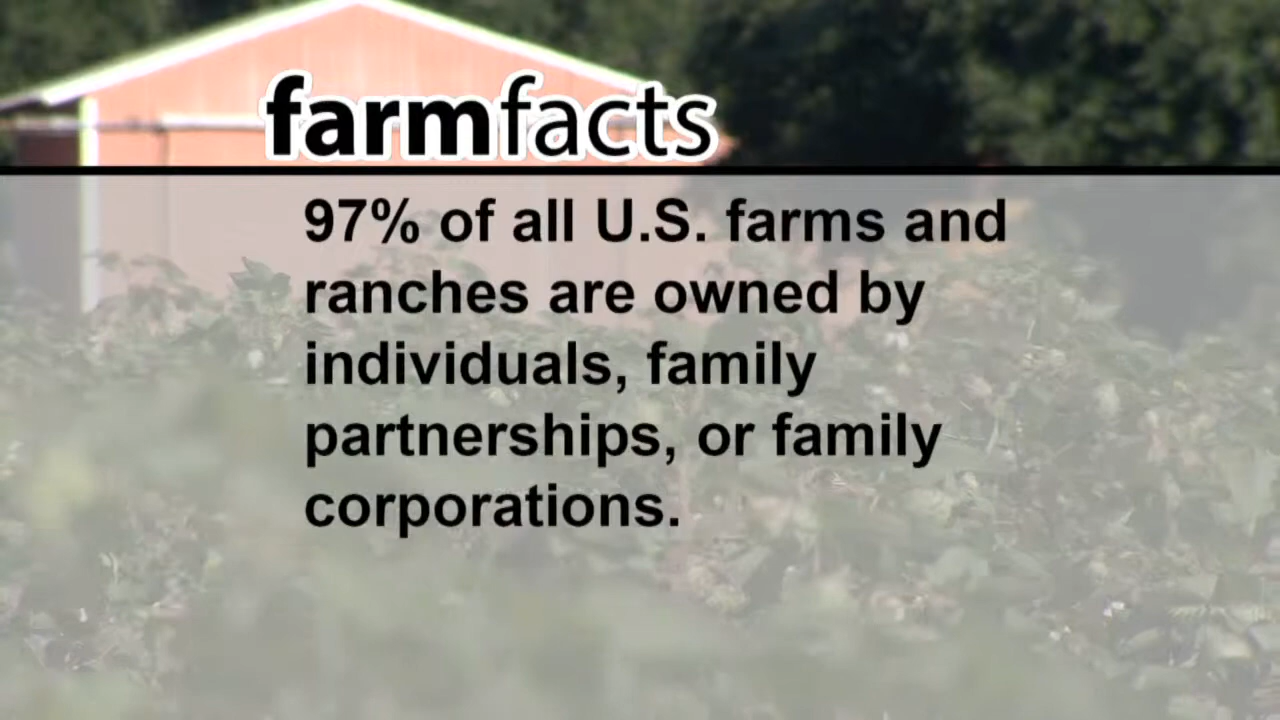 farmfacts
97% of all U.S. farms and
ranches are owned by
individuals, family
partnerships, or family
corporations.